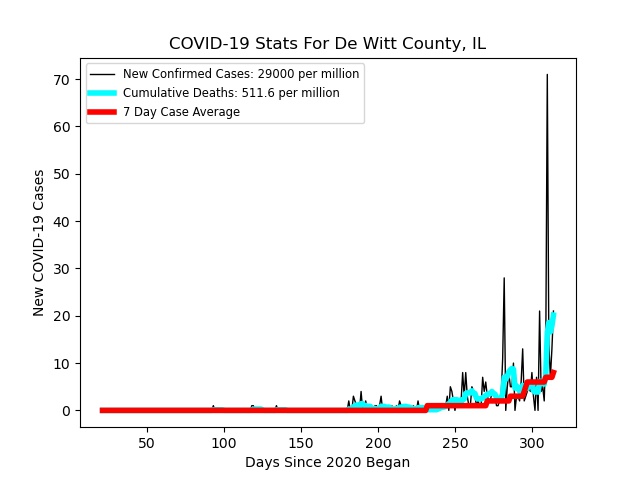 COVID-19 Stats For De Witt County, IL
New Confirmed Cases: 29000 per million
Cumulative Deaths: 511.6 per million
7 Day Case Average
New COVID-19 Cases
70
60
50
40
30
20
10
0
50 100 150 200 250 300
Days Since 2020 Began